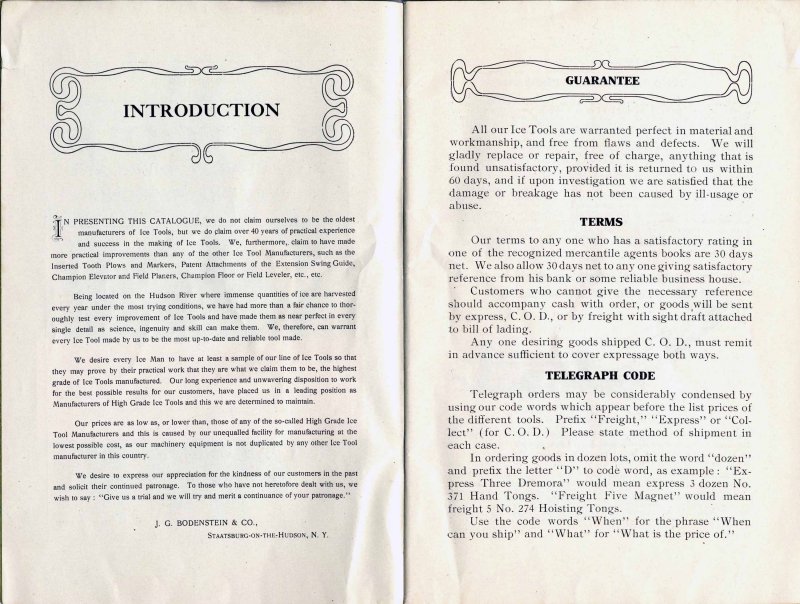 INTRODUCTION
IN PRESENTING THIS CATALOGUE, we do not claim ourselves to be the oldest
manufacturers of Ice Tools, but we do claim over 40 years of practical experience
and success in the making of Ice Tools. We, furthermore, claim to have made
more practical improvements than any of the other Ice Tool Manufacturers, such as the
Inserted Tooth Plows and Markers, Patent Attachments of the Extension Swing Guide,
Champion Elevator and Field Planers, Champion Floor or Field Leveler, etc., etc.
Being located on the Hudson River where immense quantities of ice are harvested
every year under the most trying conditions, we have had more than a fair chance to thor-
oughly test every improvement of Ice Tools and have made them as near perfect in every
single detail as science, ingenuity and skill can make them. We, therefore, can warrant
every Ice Tool made by us to be the most up-to-date and reliable tool made.
We desire every Ice Man to have at least a sample of our line of Ice Tools so that
they may prove by their practical work that they are what we claim them to be, the highest
grade of Ice Tools manufactured. Our long experience and unwavering disposition to work
for the best possible results for our customers, have placed us in a leading position as
Manufacturers of High Grade Ice Tools and this we are determined to maintain.
Our prices are as low as, or lower than, those of any of the so-called High Grade Ice
Tool Manufacturers and this is caused by our unequalled facility for manufacturing at the
lowest possible cost, as our machinery equipment is not duplicated by any other Ice Tool
manufacturer in this country.
We desire to express our appreciation for the kindness of our customers in the past
and solicit their continued patronage. To those who have not heretofore dealt with us, we
wish to say : "Give us a trial and we will try and merit a continuance of your patronage."
J. G. BODENSTEIN & CO.,
STAATSBURG-ON-THE-HUDSON, N. Y.
GUARANTEE
All our Ice Tools are warranted perfect in material and
workmanship, and free from flaws and defects. We will
gladly replace or repair, free of charge, anything that is
found unsatisfactory, provided it is returned to us within
60 days, and if upon investigation we are satisfied that the
damage or breakage has not been caused by ill-usage or
abuse.
TERMS
Our terms to any one who has a satisfactory rating in
one of the recognized mercantile agents books are 30 days
net. We also allow 30 days net to any one giving satisfactory
reference from his bank or some reliable business house.
Customers who cannot give the necessary reference
should accompany cash with order, or goods will be sent
by express, C. O. D., or by freight with sight draft attached
to bill of lading.
Any one desiring goods shipped C. O. D., must remit
in advance sufficient to cover expressage both ways.
TELEGRAPH CODE
Telegraph orders may be considerably condensed by
using our code words which appear before the list prices of
the different tools. Prefix "Freight," "Express" or "Col-
lect" (for C. O. D.) Please state method of shipment in
each case.
In ordering goods in dozen lots, omit the word "dozen"
and prefix the letter "D" to code word, as example : "Ex-
press Three Dremora" would mean express 3 dozen No.
371 Hand Tongs. "Freight Five Magnet" would mean
freight 5 No. 274 Hoisting Tongs.
Use the code words "When" for the phrase "When
can you ship" and "What" for "What is the price of."